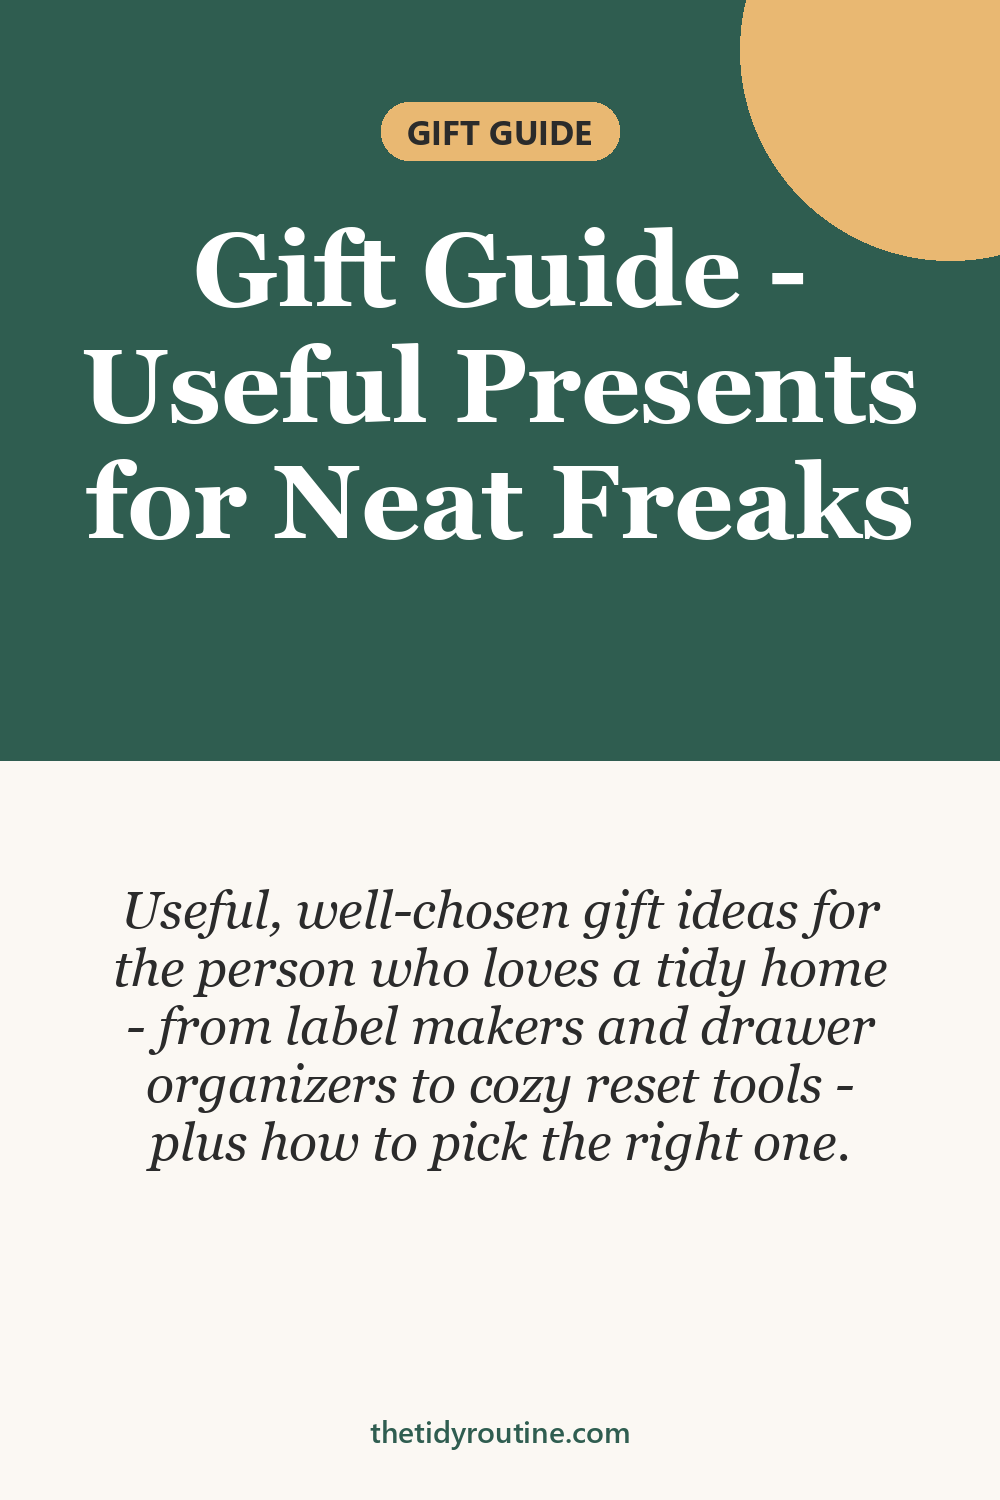 GIFT GUIDE
Gift Guide -
Useful Presents
for Neat Freaks
Useful, well-chosen gift ideas for
the person who loves a tidy home
- from label makers and drawer
organizers to cozy reset tools -
plus how to pick the right one.
thetidyroutine.com